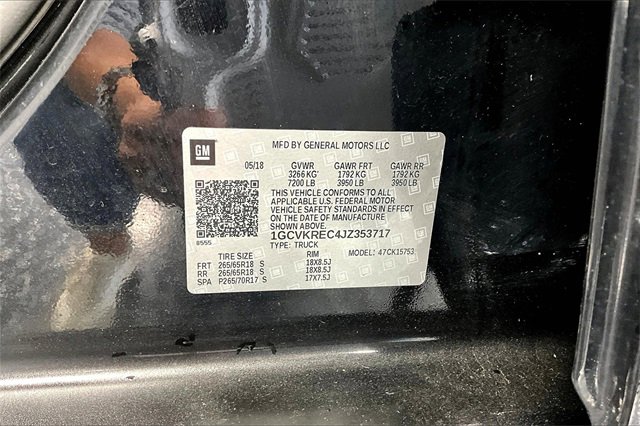 GM
MFD BY GENERAL MOTORS LLC
05/18 GVWR GAWR FRT GAWR RR
3266 KG 1792 KG 1792 KG
7200 LB 3950 LB 3950 LB
THIS VEHICLE CONFORMS TO ALL
APPLICABLE U.S. FEDERAL MOTOR
VEHICLE SAFETY STANDARDS IN EFFECT
ON THE DATE OF MANUFACTURE
SHOWN ABOVE.
8555
1GCVKREC4JZ353717
TYPE: TRUCK MODEL: 47CK15753
TIRE SIZE RIM
FRT 265/65R18 S 18X8.5J
RR 265/65R18 S 18X8.5J
SPA P265/70R17 S 17X7.5J